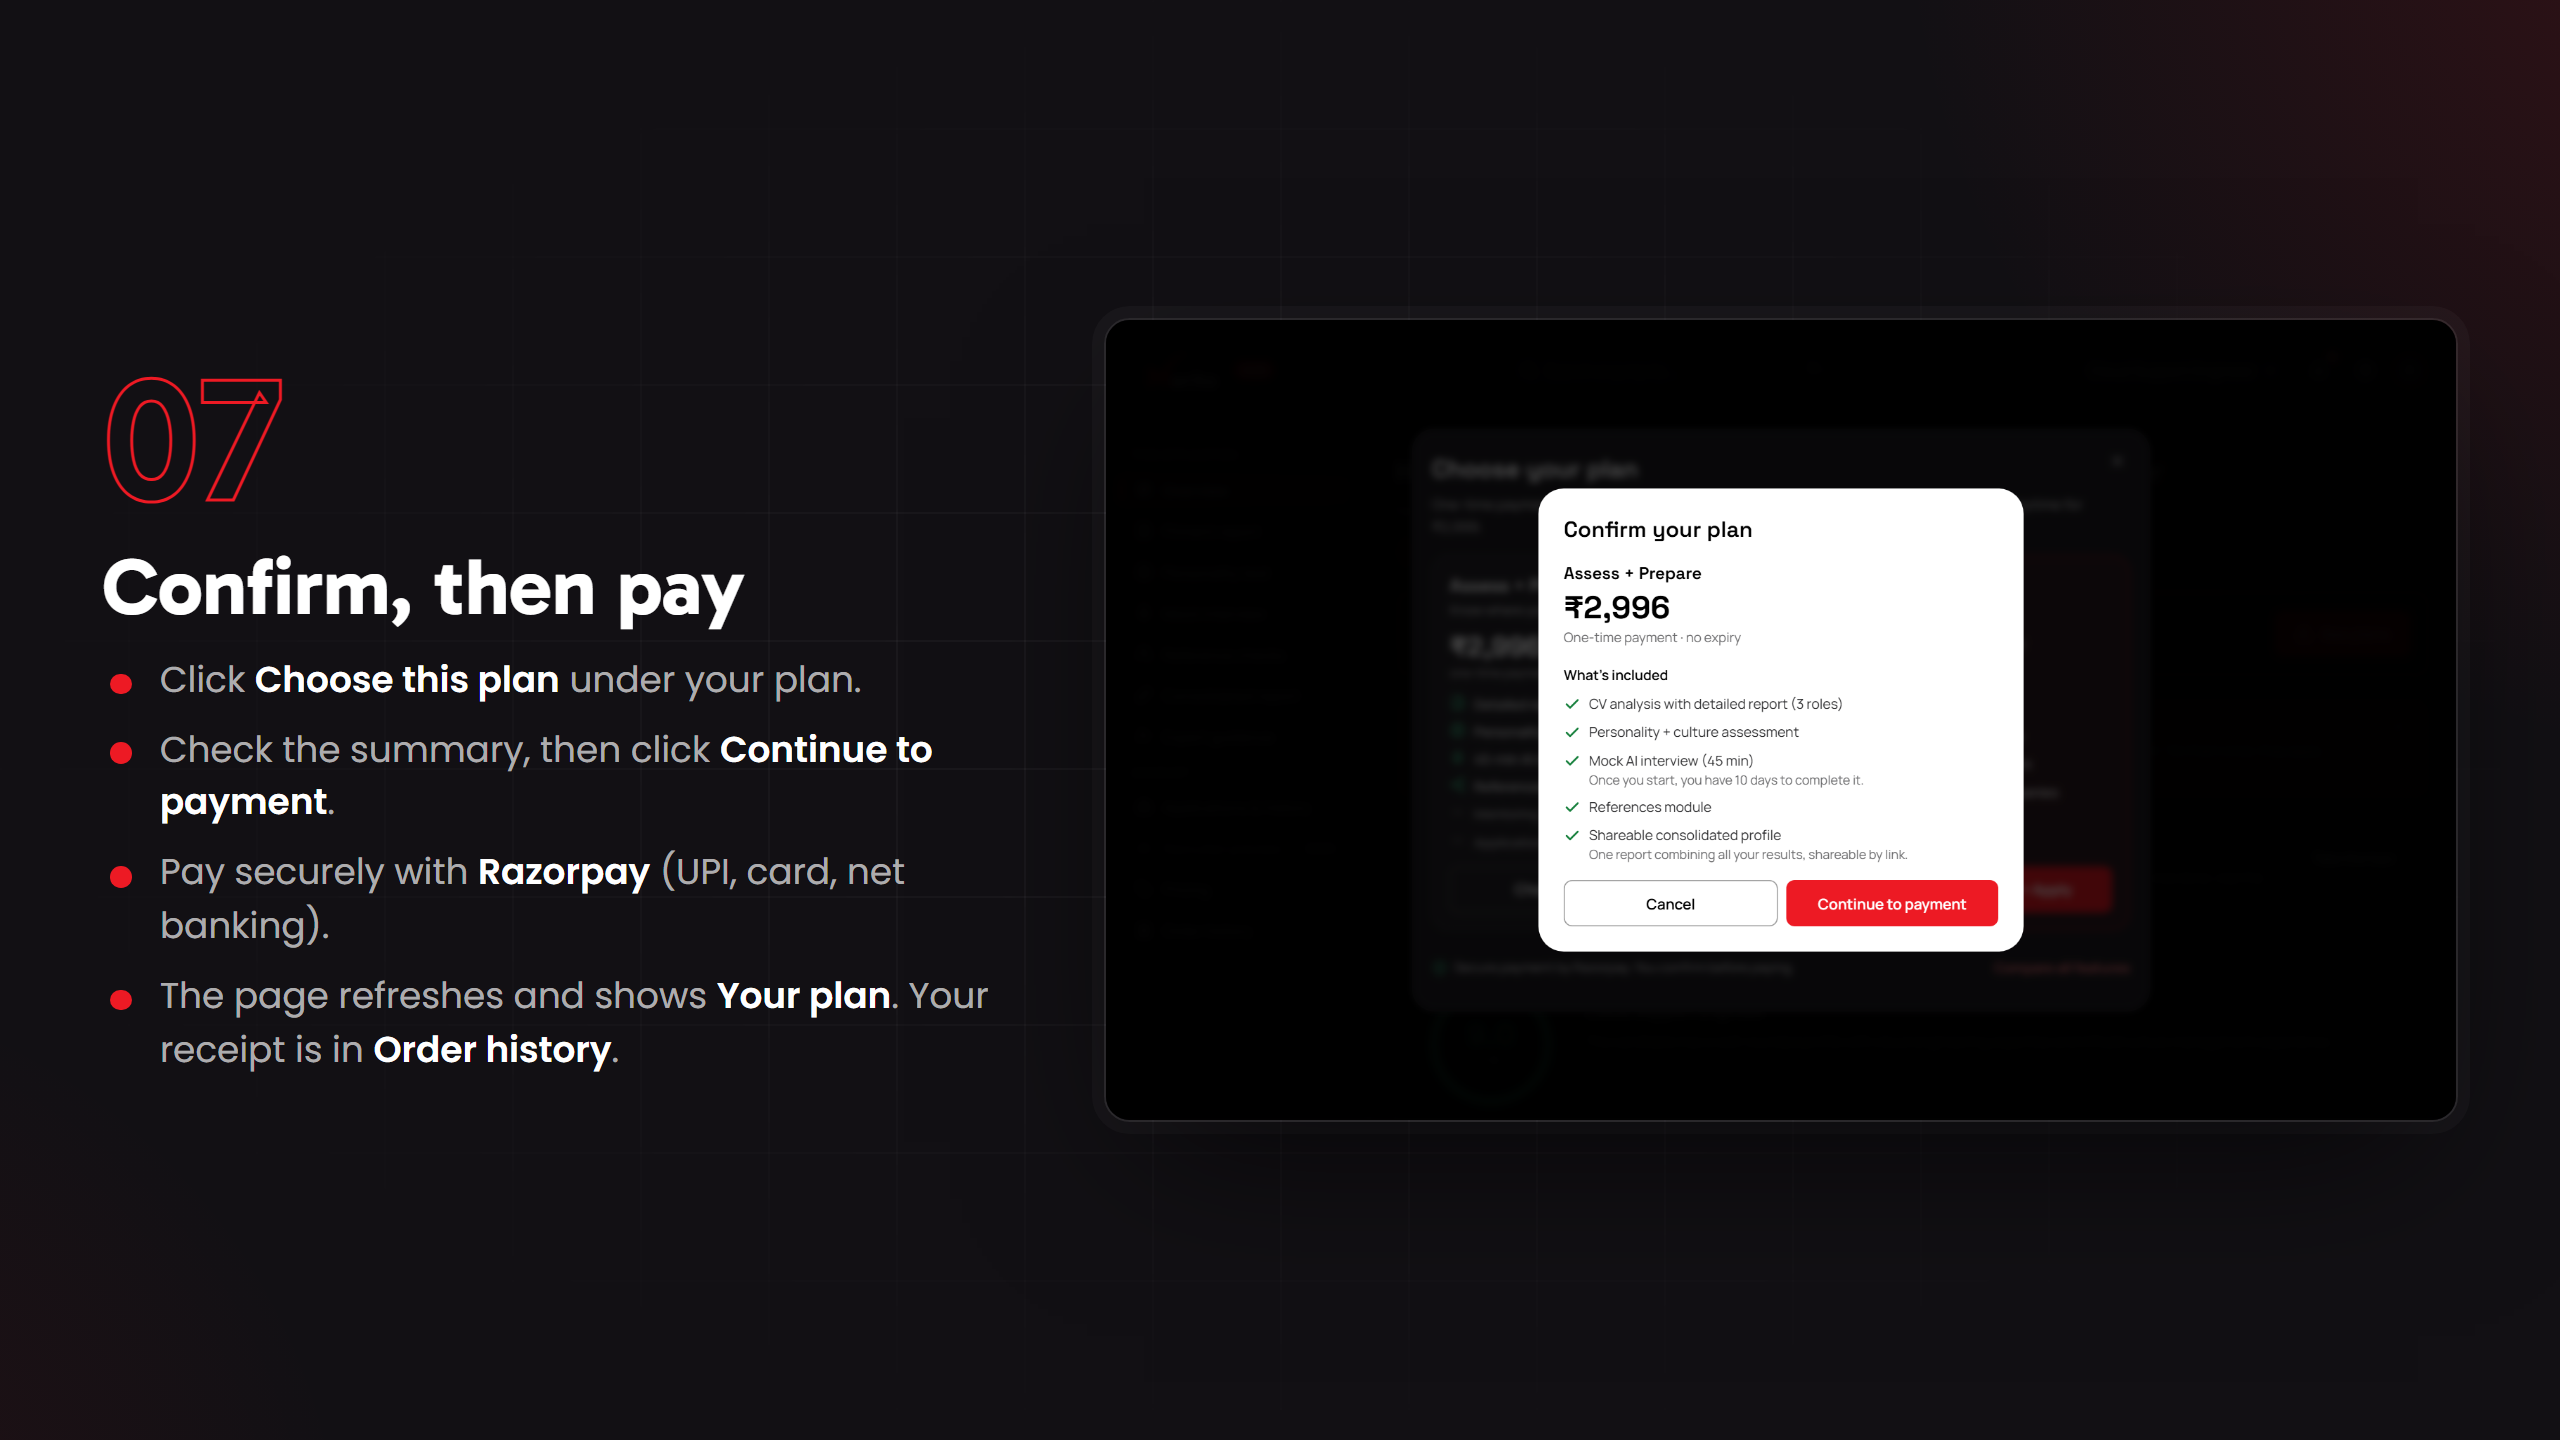 07
Confirm, then pay
Click Choose this plan under your plan.
Check the summary, then click Continue to
payment.
Pay securely with Razorpay (UPI, card, net
banking).
The page refreshes and shows Your plan. Your
receipt is in Order history.
Choose your plan
Confirm your plan
Assess + Prepare
₹2,996
One-time payment · no expiry
What's included
CV analysis with detailed report (3 roles)
Personality + culture assessment
Mock AI interview (45 min)
Once you start, you have 10 days to complete it.
References module
Shareable consolidated profile
One report combining all your results, shareable by link.
Cancel
Continue to payment